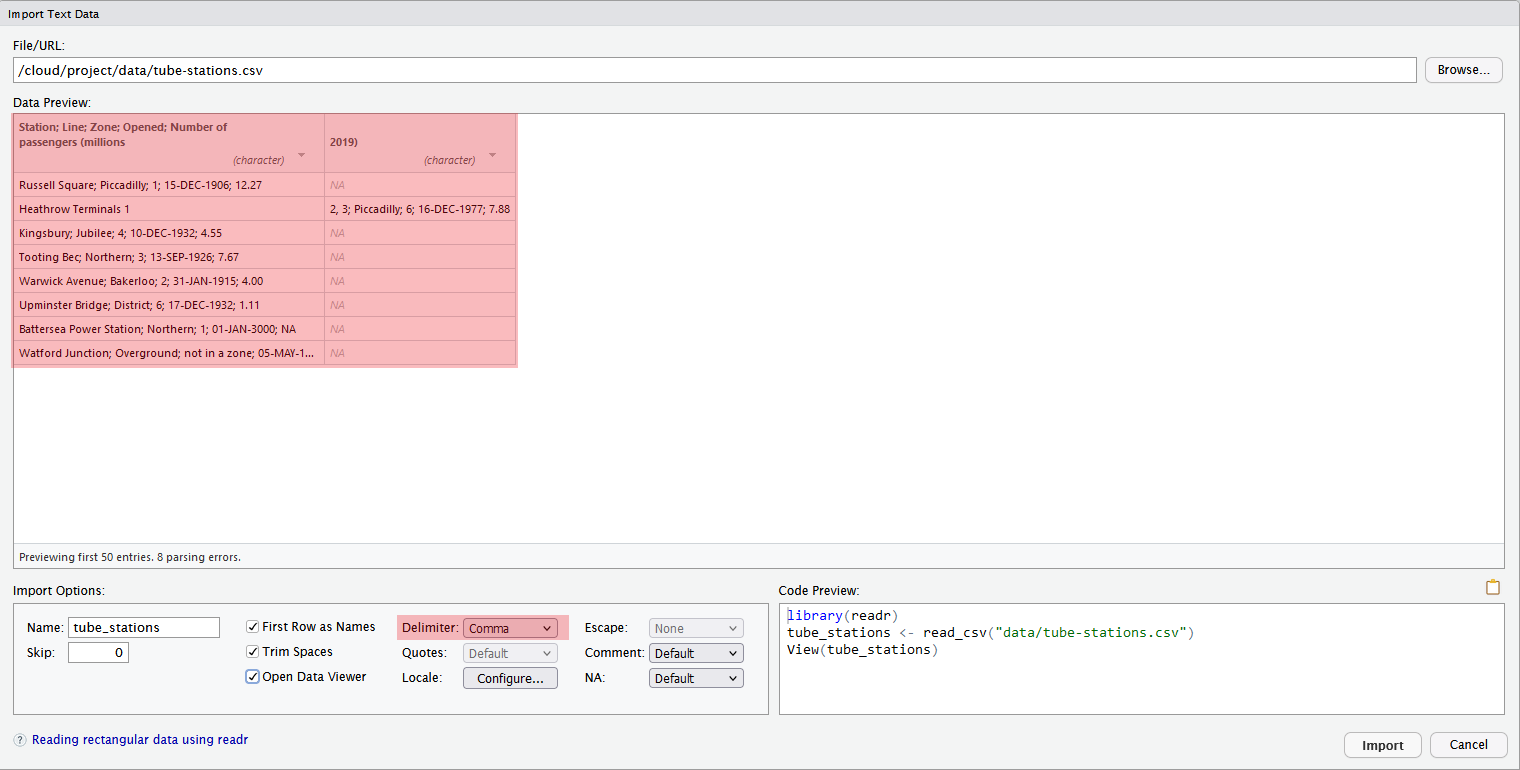 Import Text Data
File/URL:
/cloud/project/data/tube-stations.csv
Browse...
Data Preview:
Station; Line; Zone; Opened; Number of
passengers (millions
(character)
2019)
(character)
Russell Square; Piccadilly; 1; 15-DEC-1906; 12.27 NA
Heathrow Terminals 1 2, 3; Piccadilly; 6; 16-DEC-1977; 7.88
Kingsbury; Jubilee; 4; 10-DEC-1932; 4.55 NA
Tooting Bec; Northern; 3; 13-SEP-1926; 7.67 NA
Warwick Avenue; Bakerloo; 2; 31-JAN-1915; 4.00 NA
Upminster Bridge; District; 6; 17-DEC-1932; 1.11 NA
Battersea Power Station; Northern; 1; 01-JAN-3000; NA NA
Watford Junction; Overground; not in a zone; 05-MAY-1... NA
Previewing first 50 entries. 8 parsing errors.
Import Options:
Name: tube_stations
Skip: 0
First Row as Names
Trim Spaces
Open Data Viewer
Delimiter: Comma
Quotes: Default
Locale: Configure...
Escape: None
Comment: Default
NA: Default
Code Preview:
library(readr)
tube_stations <- read_csv("data/tube-stations.csv")
View(tube_stations)
? Reading rectangular data using readr
Import
Cancel